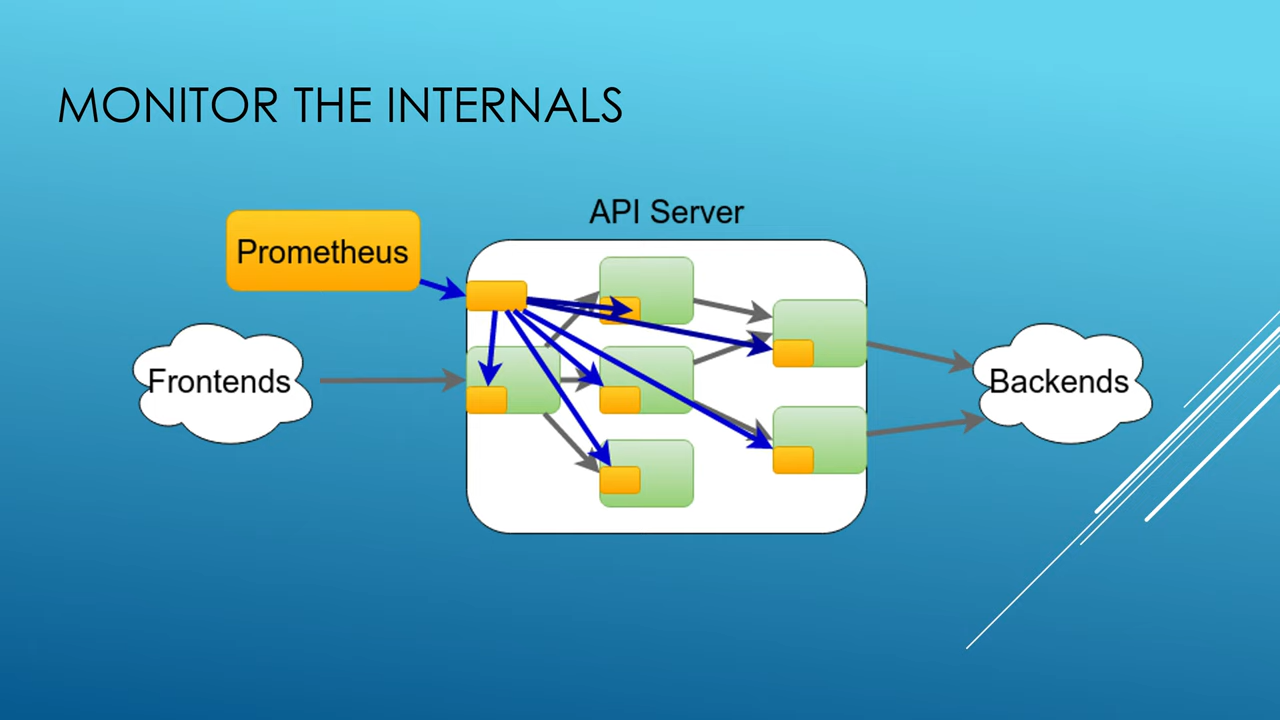 MONITOR THE INTERNALS
API Server
Prometheus
Frontends
Backends